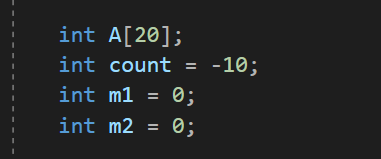 int A[20];
int count = -10;
int m1 = 0;
int m2 = 0;